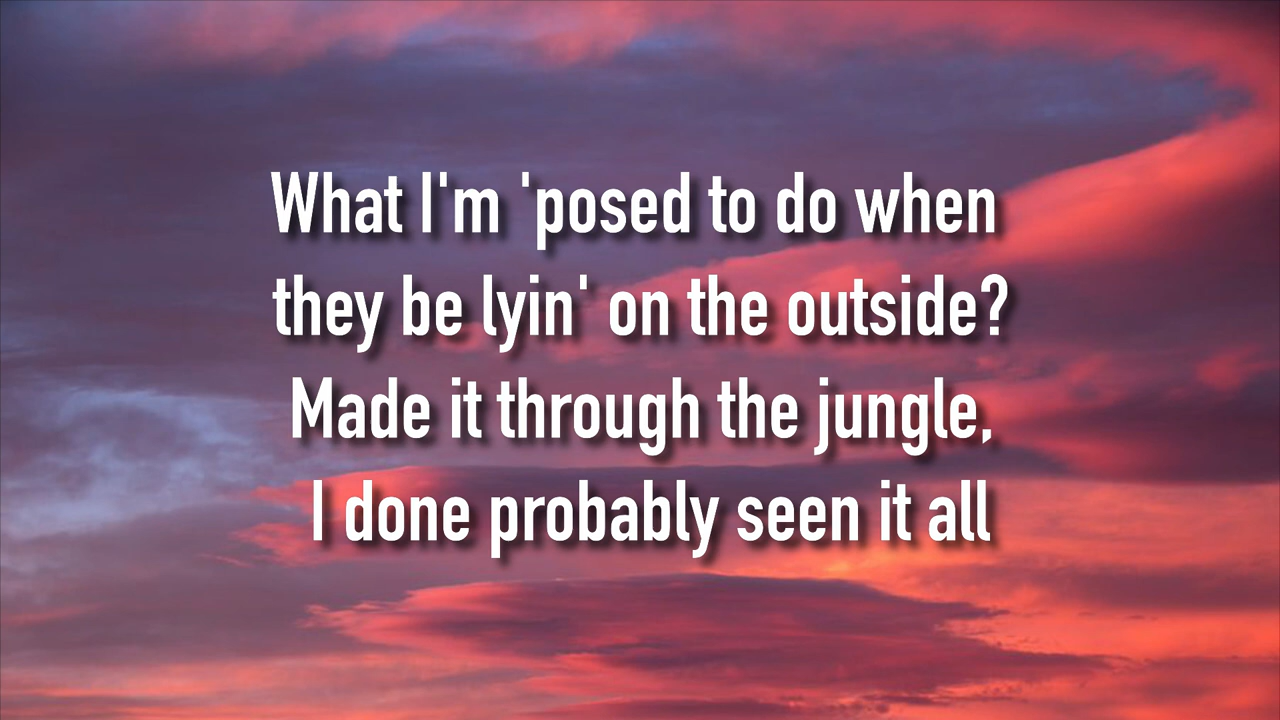 What I'm 'posed to do when
they be lyin' on the outside?
Made it through the jungle,
I done probably seen it all